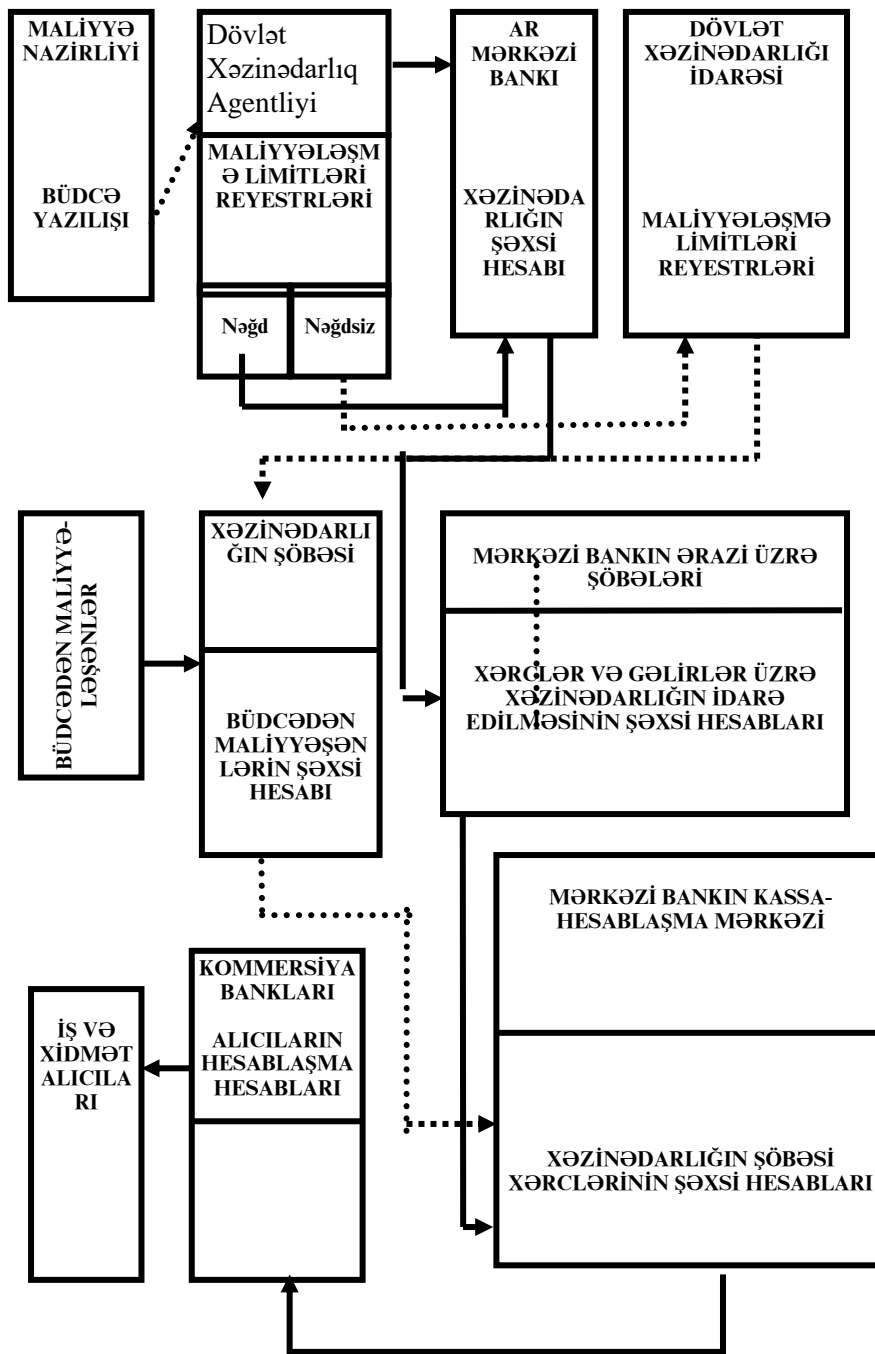 MALİYYƏ
NAZİRLİYİ
BÜDCƏ
YAZILIŞI
Dövlət
Xəzinədarlıq
Agentliyi
MALİYYƏLƏŞM
Ə LİMİTLƏRİ
REYESTRLƏRİ
Nəğd
Nəğdsiz
AR
MƏRKƏZİ
BANKI
XƏZİNƏDA
RLIĞIN
ŞƏXSİ
HESABI
DÖVLƏT
XƏZİNƏDARLIĞI
İDARƏSİ
MALİYYƏLƏŞMƏ
LİMİTLƏRİ
REYESTRLƏRİ
BÜDCƏDƏN MALİYYƏ-
LƏŞƏNLƏR
XƏZİNƏDARLI
ĞIN ŞÖBƏSİ
BÜDCƏDƏN
MALİYYƏŞƏN
LƏRİN ŞƏXSİ
HESABI
MƏRKƏZİ BANKIN ƏRAZİ ÜZRƏ
ŞÖBƏLƏRİ
XƏRCLƏR VƏ GƏLİRLƏR ÜZRƏ
XƏZİNƏDARLIĞIN İDARƏ
EDİLMƏSİNİN ŞƏXSİ HESABLARI
MƏRKƏZİ BANKIN KASSA-
HESABLAŞMA MƏRKƏZİ
XƏZİNƏDARLIĞIN ŞÖBƏSİ
XƏRCLƏRİNİN ŞƏXSİ HESABLARI
KOMMERSİYA
BANKLARI
ALICILARIN
HESABLAŞMA
HESABLARI
İŞ VƏ
XİDMƏT
ALICILA
RI